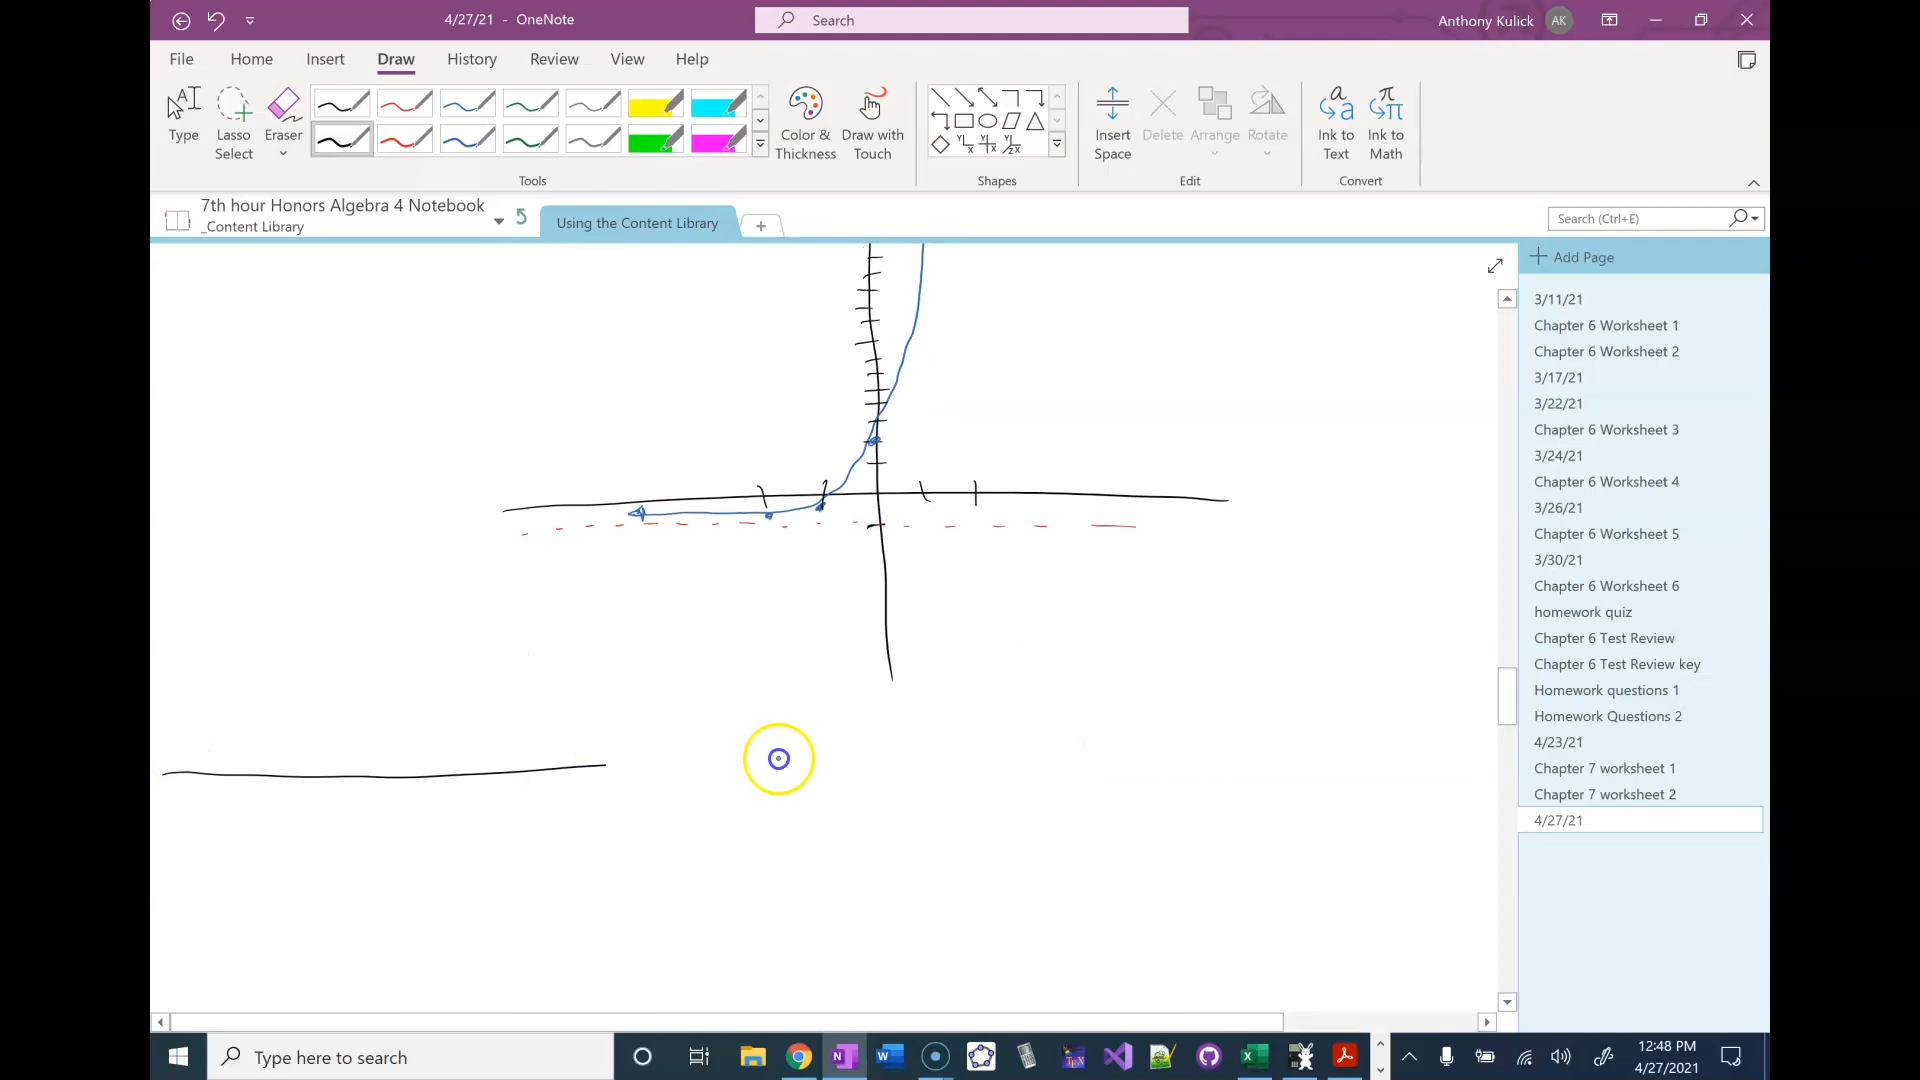 4/27/21 - OneNote
Search
Anthony Kulick
AK
File
Home
Insert
Draw
History
Review
View
Help
Type
Lasso
Select
Eraser
Color &
Thickness
Draw with
Touch
Insert
Space
Delete
Arrange
Rotate
Ink to
Text
Ink to
Math
Tools
Shapes
Edit
Convert
7th hour Honors Algebra 4 Notebook
_Content Library
Using the Content Library
Search (Ctrl+E)
Add Page
3/11/21
Chapter 6 Worksheet 1
Chapter 6 Worksheet 2
3/17/21
3/22/21
Chapter 6 Worksheet 3
3/24/21
Chapter 6 Worksheet 4
3/26/21
Chapter 6 Worksheet 5
3/30/21
Chapter 6 Worksheet 6
homework quiz
Chapter 6 Test Review
Chapter 6 Test Review key
Homework questions 1
Homework Questions 2
4/23/21
Chapter 7 worksheet 1
Chapter 7 worksheet 2
4/27/21
Type here to search
12:48 PM
4/27/2021